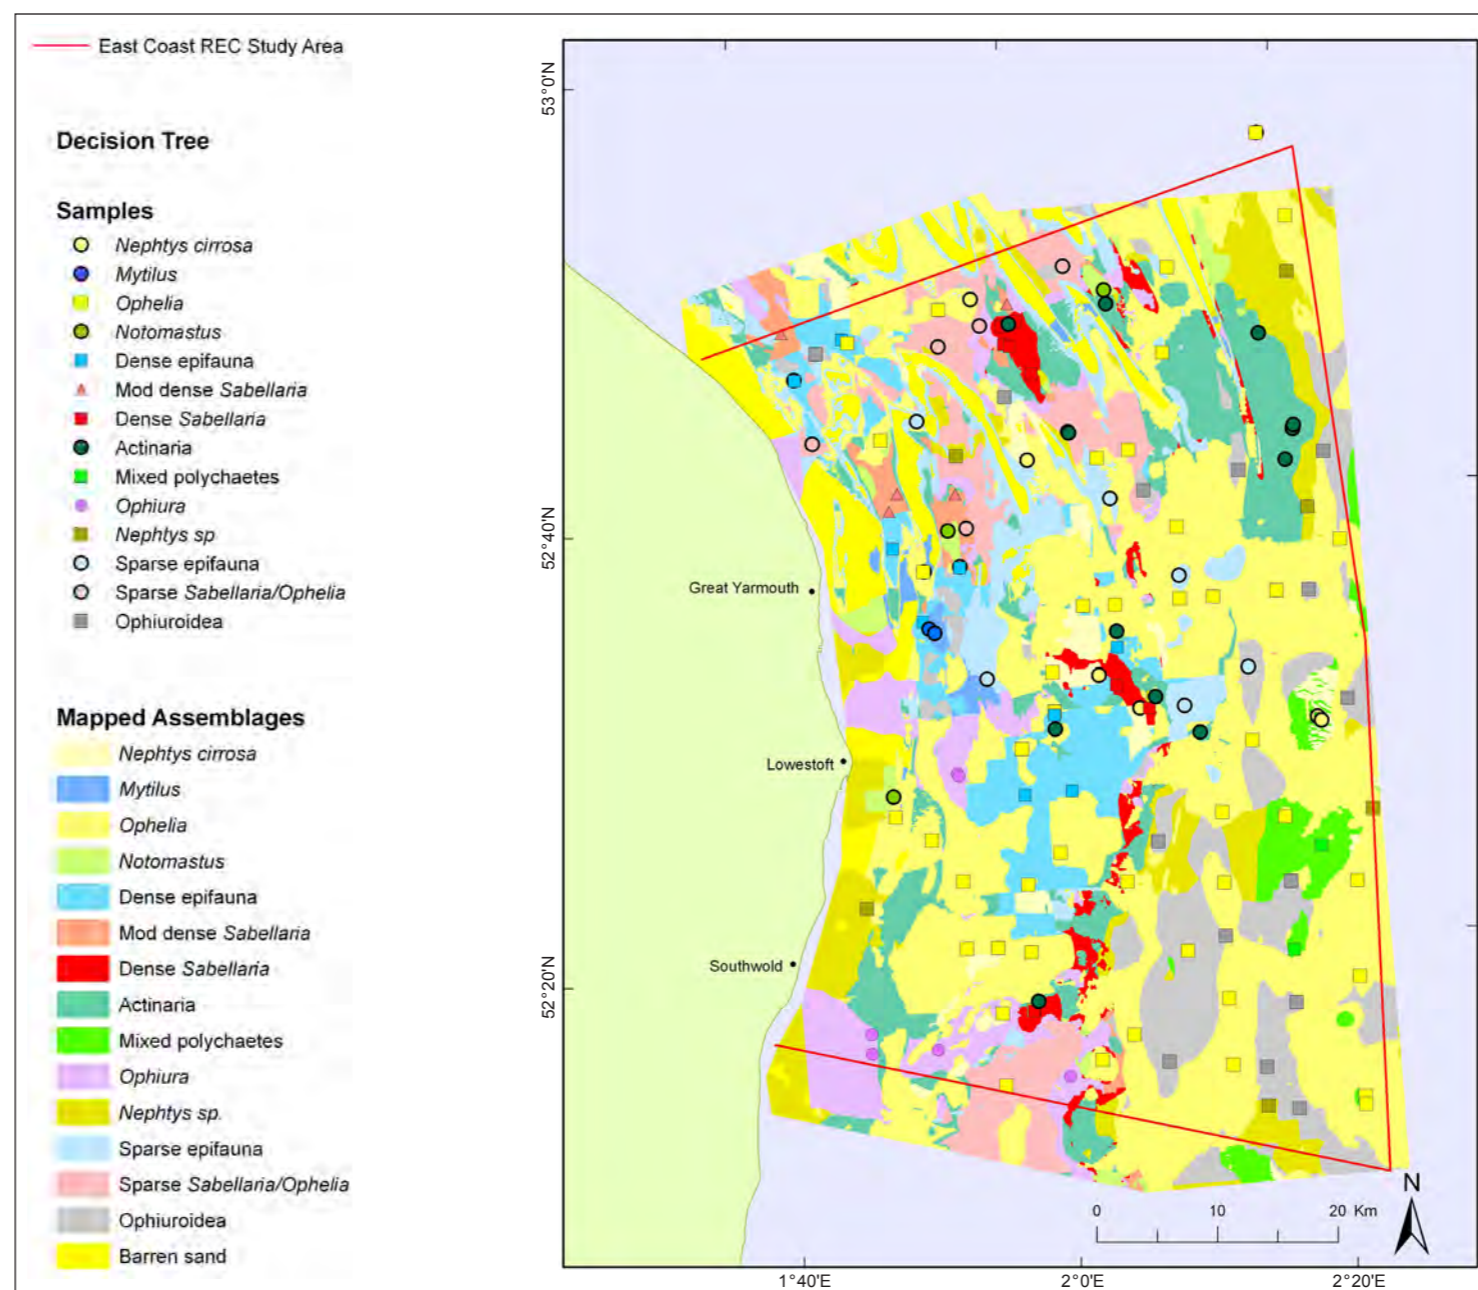 East Coast REC Study Area
Decision Tree
Samples
Nephtys cirrosa
Mytilus
Ophelia
Notomastus
Dense epifauna
Mod dense Sabellaria
Dense Sabellaria
Actinaria
Mixed polychaetes
Ophiura
Nephtys sp
Sparse epifauna
Sparse Sabellaria/Ophelia
Ophiuroidea
Mapped Assemblages
Nephtys cirrosa
Mytilus
Ophelia
Notomastus
Dense epifauna
Mod dense Sabellaria
Dense Sabellaria
Actinaria
Mixed polychaetes
Ophiura
Nephtys sp.
Sparse epifauna
Sparse Sabellaria/Ophelia
Ophiuroidea
Barren sand
53°0'N
52°40'N
52°20'N
Great Yarmouth
Lowestoft
Southwold
N
0 10 20 Km
1°40'E 2°0'E 2°20'E